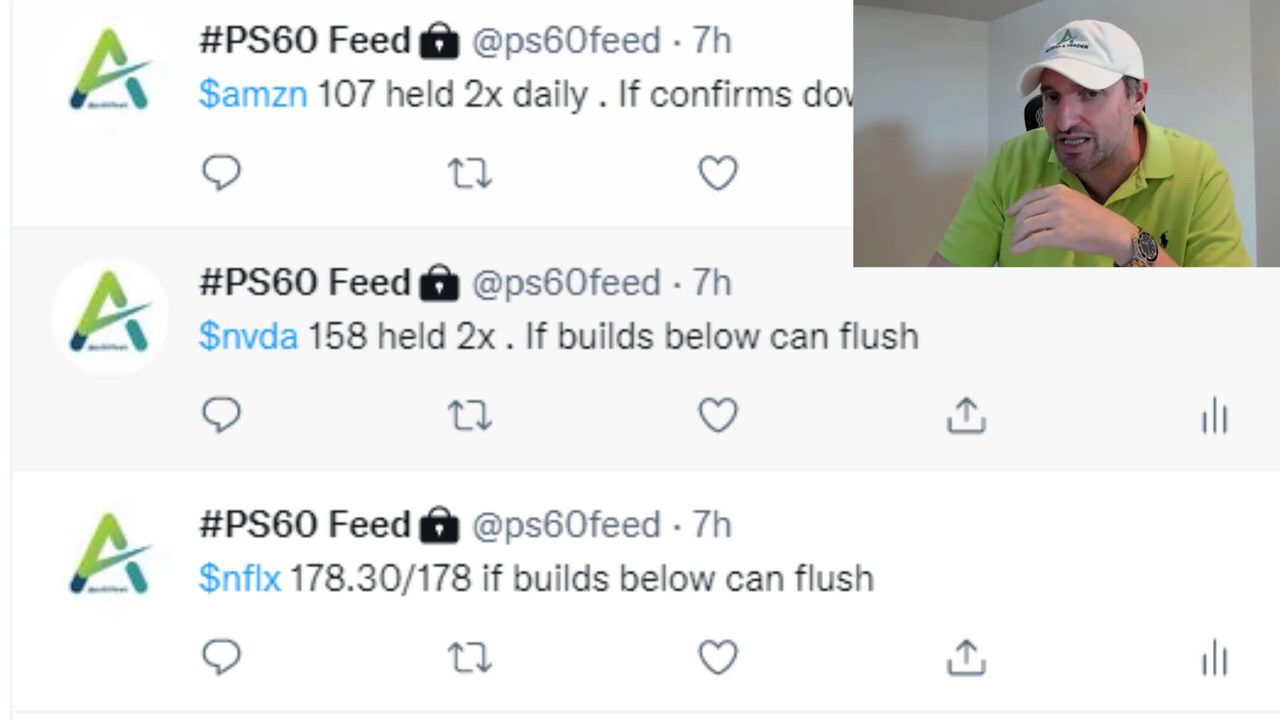 #PS60 Feed @ps60feed · 7h
$amzn 107 held 2x daily . If confirms
#PS60 Feed @ps60feed · 7h
$nvda 158 held 2x . If builds below can flush
#PS60 Feed @ps60feed · 7h
$nflx 178.30/178 if builds below can flush